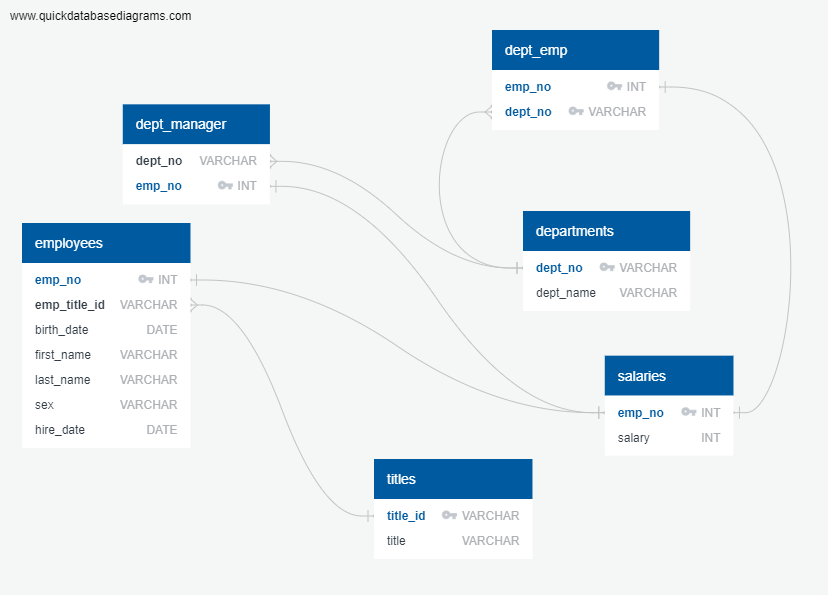 www.quickdatabasediagrams.com
dept_emp
emp_no INT
dept_no VARCHAR
dept_manager
dept_no VARCHAR
emp_no INT
employees
emp_no INT
emp_title_id VARCHAR
birth_date DATE
first_name VARCHAR
last_name VARCHAR
sex VARCHAR
hire_date DATE
departments
dept_no VARCHAR
dept_name VARCHAR
salaries
emp_no INT
salary INT
titles
title_id VARCHAR
title VARCHAR